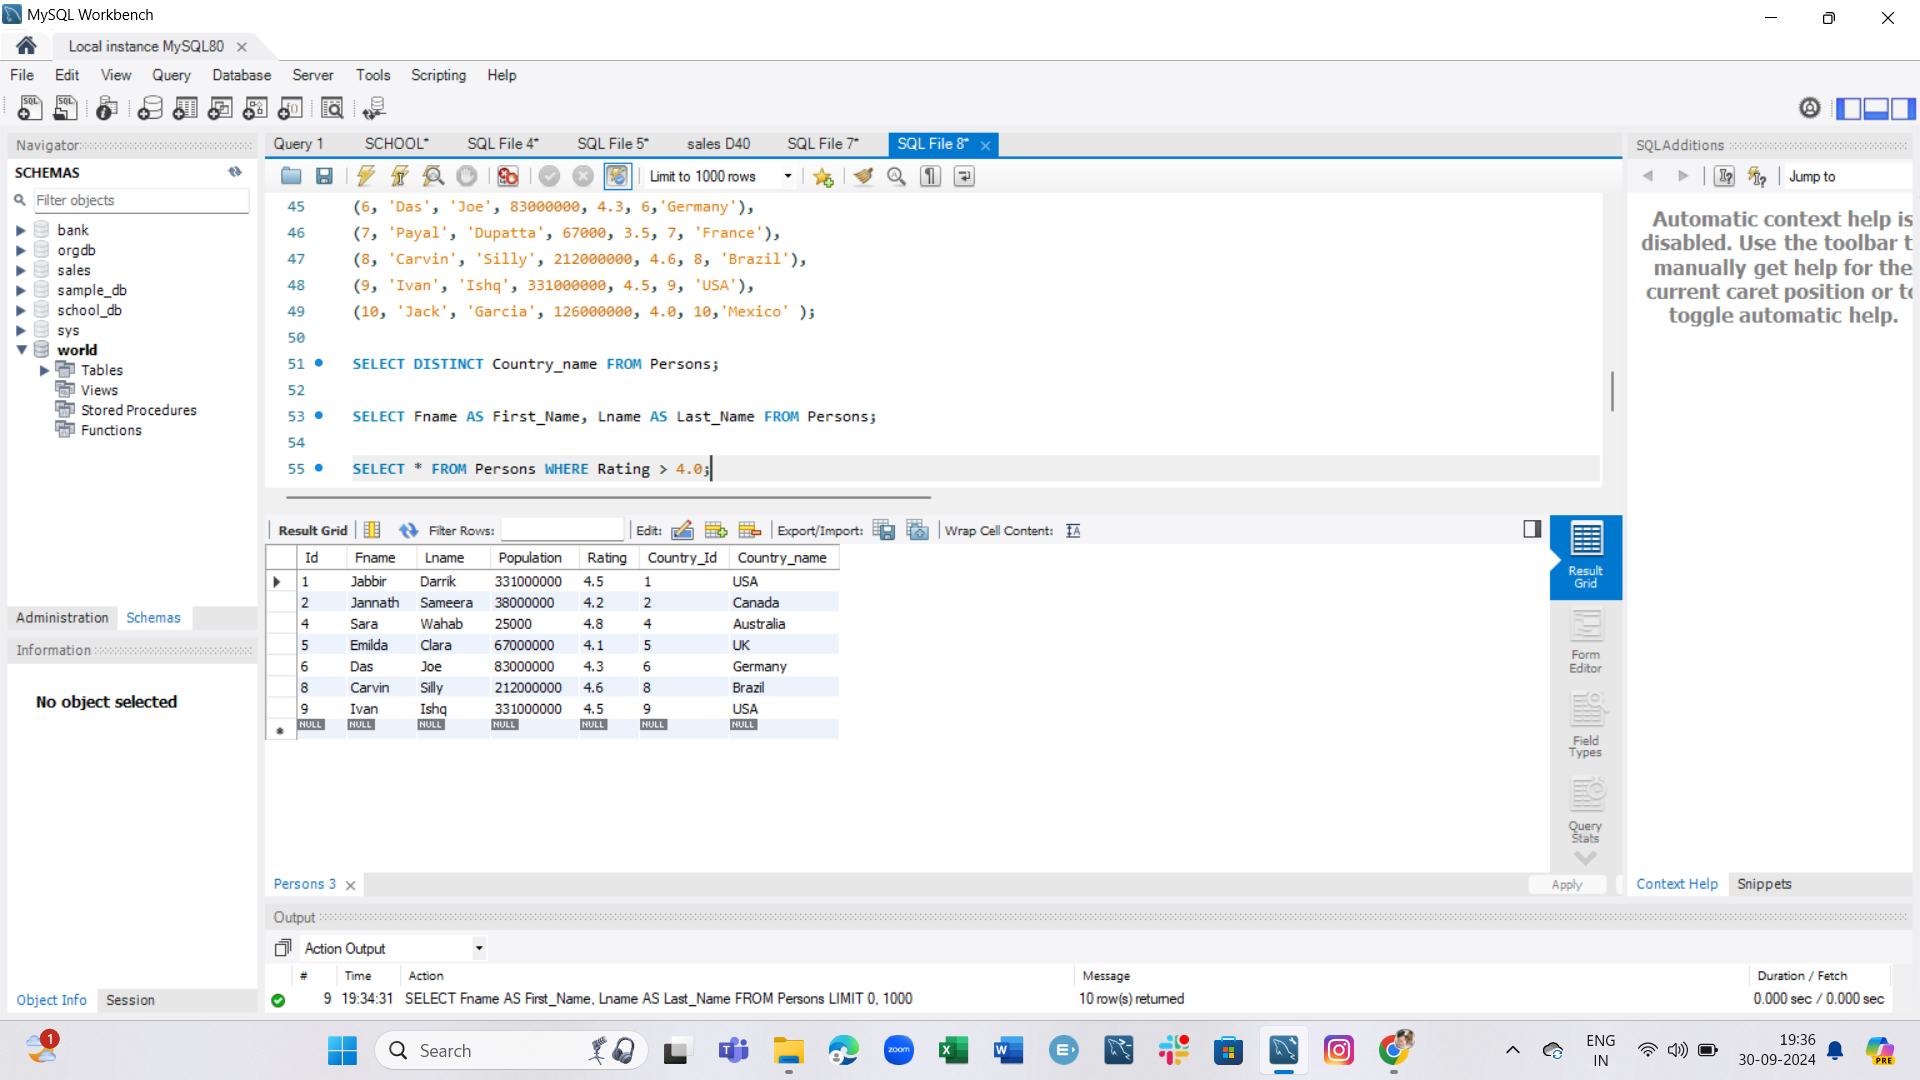 MySQL Workbench
Local instance MySQL80
File Edit View Query Database Server Tools Scripting Help
Navigator
SCHEMAS
Filter objects
bank
orgdb
sales
sample_db
school_db
sys
world
Tables
Views
Stored Procedures
Functions
Administration Schemas
Information
No object selected
Object Info Session
Query 1 SCHOOL* SQL File 4* SQL File 5* sales D40 SQL File 7* SQL File 8*
Limit to 1000 rows
45 (6, 'Das', 'Joe', 83000000, 4.3, 6,'Germany'),
46 (7, 'Payal', 'Dupatta', 67000, 3.5, 7, 'France'),
47 (8, 'Carvin', 'Silly', 212000000, 4.6, 8, 'Brazil'),
48 (9, 'Ivan', 'Ishq', 331000000, 4.5, 9, 'USA'),
49 (10, 'Jack', 'Garcia', 126000000, 4.0, 10,'Mexico' );
50
51 SELECT DISTINCT Country_name FROM Persons;
52
53 SELECT Fname AS First_Name, Lname AS Last_Name FROM Persons;
54
55 SELECT * FROM Persons WHERE Rating > 4.0;
Result Grid Filter Rows: Edit: Export/Import: Wrap Cell Content:
Id Fname Lname Population Rating Country_Id Country_name
1 Jabbir Darrik 331000000 4.5 1 USA
2 Jannath Sameera 38000000 4.2 2 Canada
4 Sara Wahab 25000 4.8 4 Australia
5 Emilda Clara 67000000 4.1 5 UK
6 Das Joe 83000000 4.3 6 Germany
8 Carvin Silly 212000000 4.6 8 Brazil
9 Ivan Ishq 331000000 4.5 9 USA
NULL NULL NULL NULL NULL NULL NULL
Result
Grid
Form
Editor
Field
Types
Query
Stats
Persons 3
Apply
SQLAdditions
Jump to
Automatic context help is
disabled. Use the toolbar t
manually get help for the
current caret position or to
toggle automatic help.
Context Help Snippets
Output
Action Output
# Time Action Message Duration / Fetch
9 19:34:31 SELECT Fname AS First_Name, Lname AS Last_Name FROM Persons LIMIT 0, 1000 10 row(s) returned 0.000 sec / 0.000 sec
1
Search
zoom
ENG
IN
19:36
30-09-2024
PRE